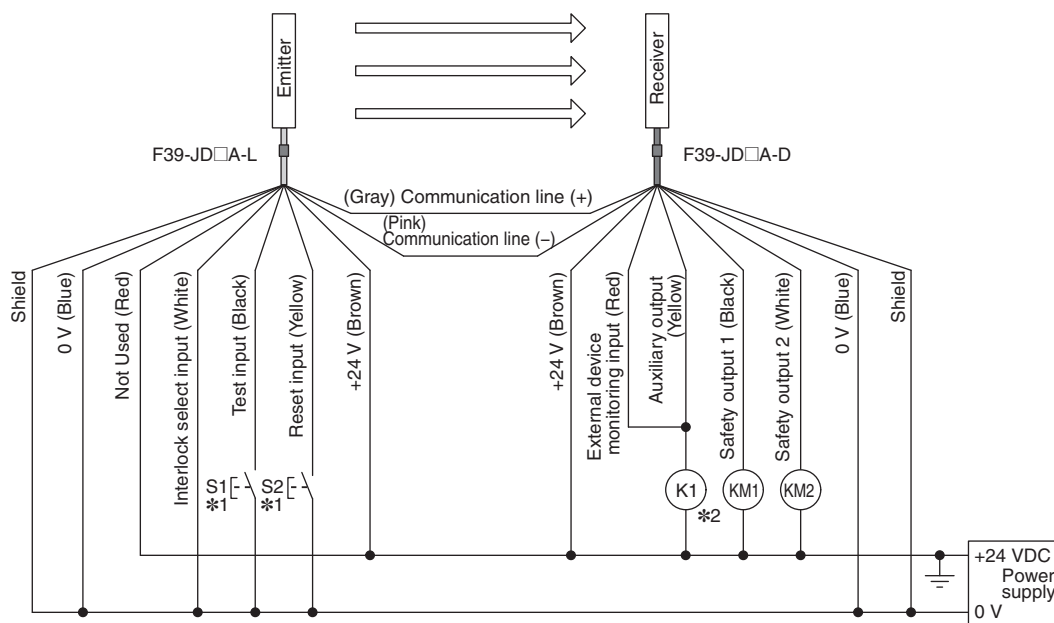 Emitter
Receiver
F39-JD□A-L
F39-JD□A-D
(Gray) Communication line (+)
(Pink)
Communication line (−)
Shield
0 V (Blue)
Not Used (Red)
Interlock select input (White)
Test input (Black)
Reset input (Yellow)
+24 V (Brown)
+24 V (Brown)
External device
monitoring input (Red)
Auxiliary output
(Yellow)
Safety output 1 (Black)
Safety output 2 (White)
0 V (Blue)
Shield
S1
✱1
S2
✱1
K1
✱2
KM1
KM2
+24 VDC
Power
supply
0 V